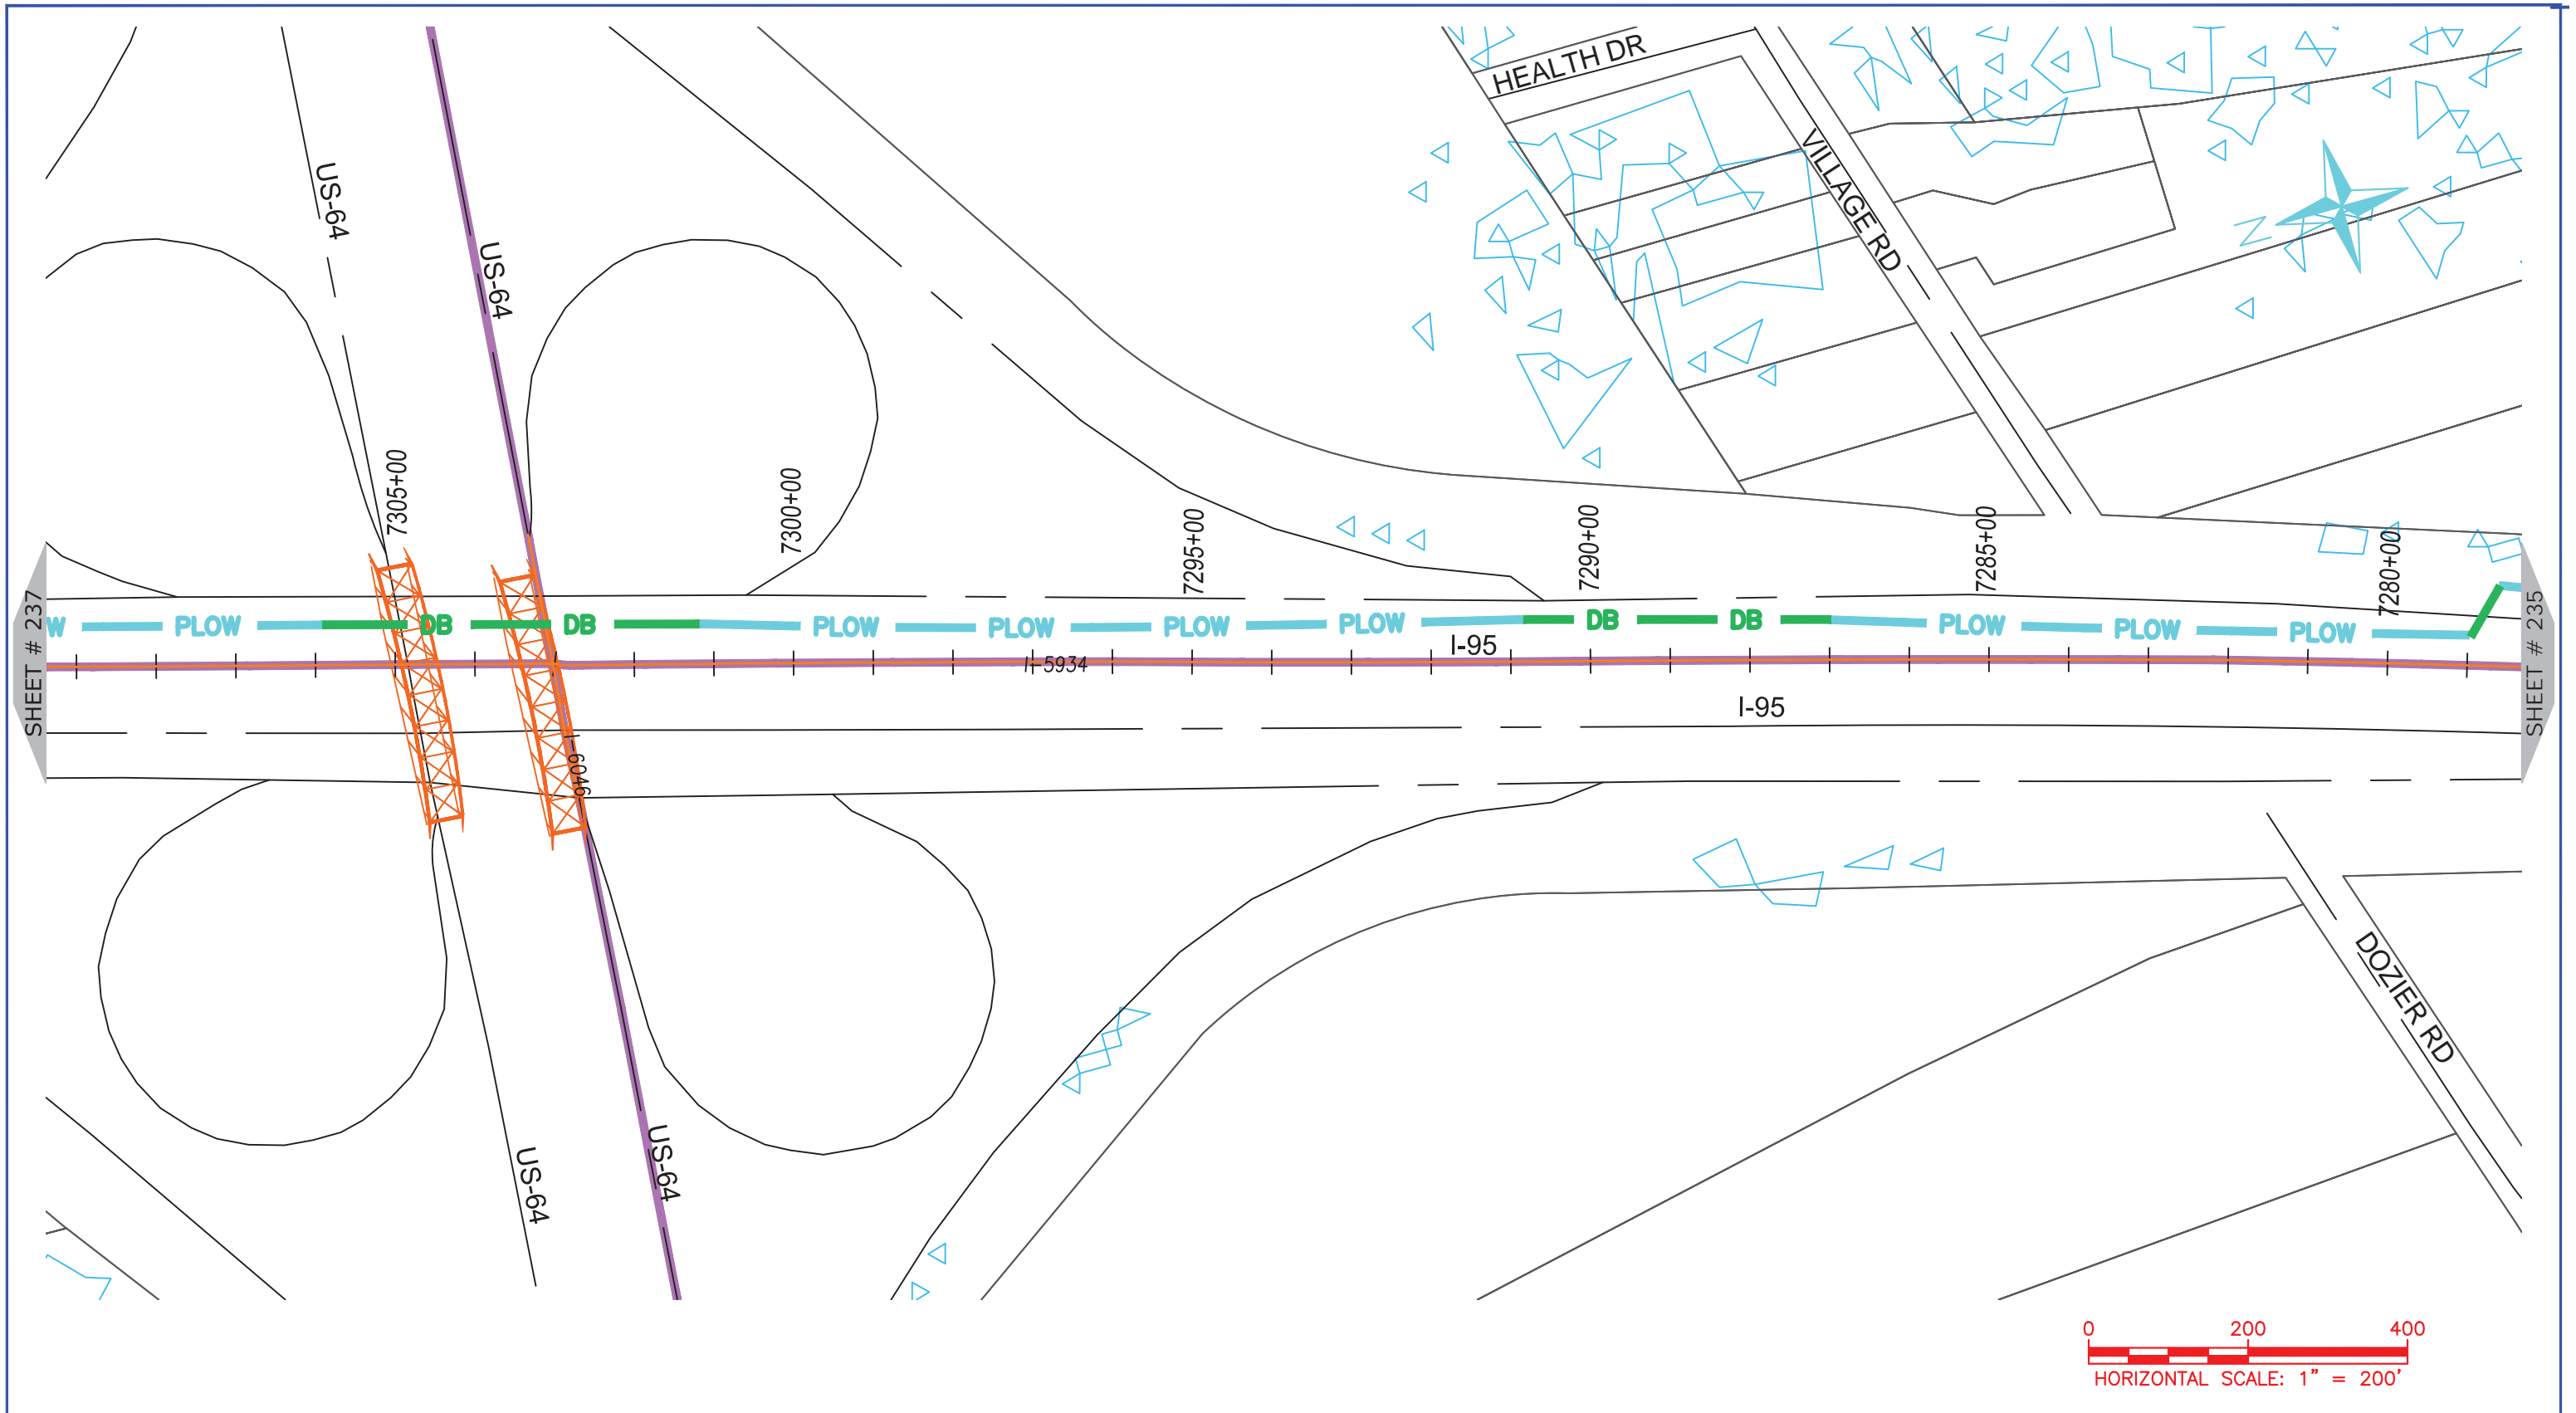 HEALTH DR
VILLAGE RD
US-64
US-64
N
7305+00
7300+00
7295+00
7290+00
7285+00
7280+00
SHEET # 237
W
PLOW
DB
DB
PLOW
PLOW
PLOW
PLOW
DB
DB
PLOW
PLOW
PLOW
SHEET # 235
I-5934
I-95
I-95
6046
DOZIER RD
US-64
US-64
0 200 400
HORIZONTAL SCALE: 1" = 200'